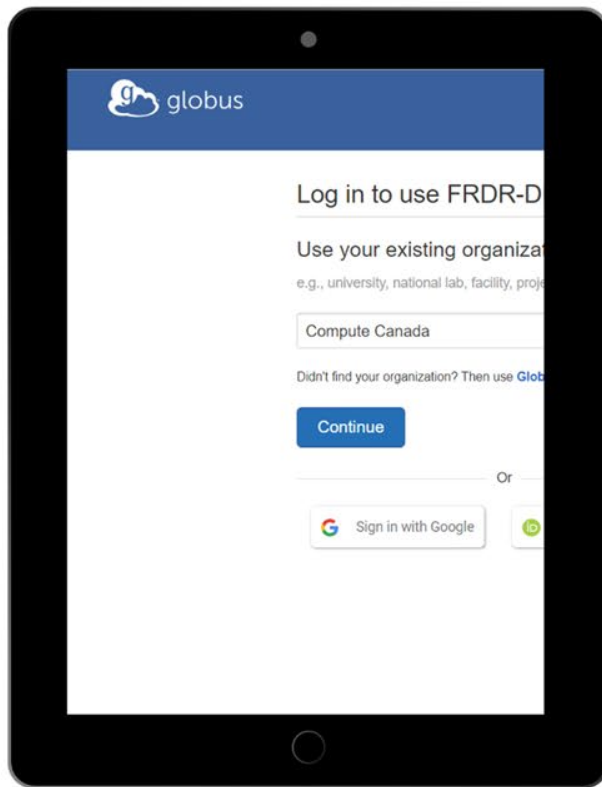 globus
Log in to use FRDR-D
Use your existing organizat
e.g., university, national lab, facility, proje
Compute Canada
Didn't find your organization? Then use Glob
Continue
Or
Sign in with Google
iD